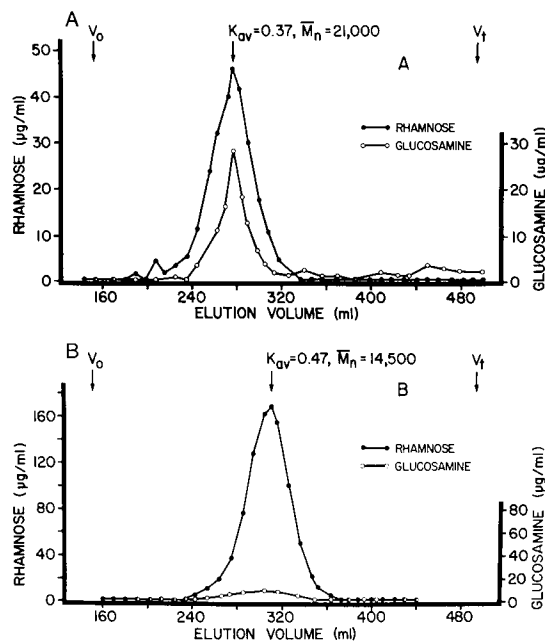 A
V₀
Kav=0.37, M̅n=21,000
Vt
A
RHAMNOSE (µg/ml)
50
40
30
20
10
0
RHAMNOSE
GLUCOSAMINE
GLUCOSAMINE (µg/ml)
30
20
10
0
160 240 320 400 480
ELUTION VOLUME (ml)
B
V₀
Kav=0.47, M̅n=14,500
Vt
B
RHAMNOSE (µg/ml)
160
120
80
40
0
RHAMNOSE
GLUCOSAMINE
GLUCOSAMINE (µg/ml)
80
60
40
20
0
160 240 320 400 480
ELUTION VOLUME (ml)